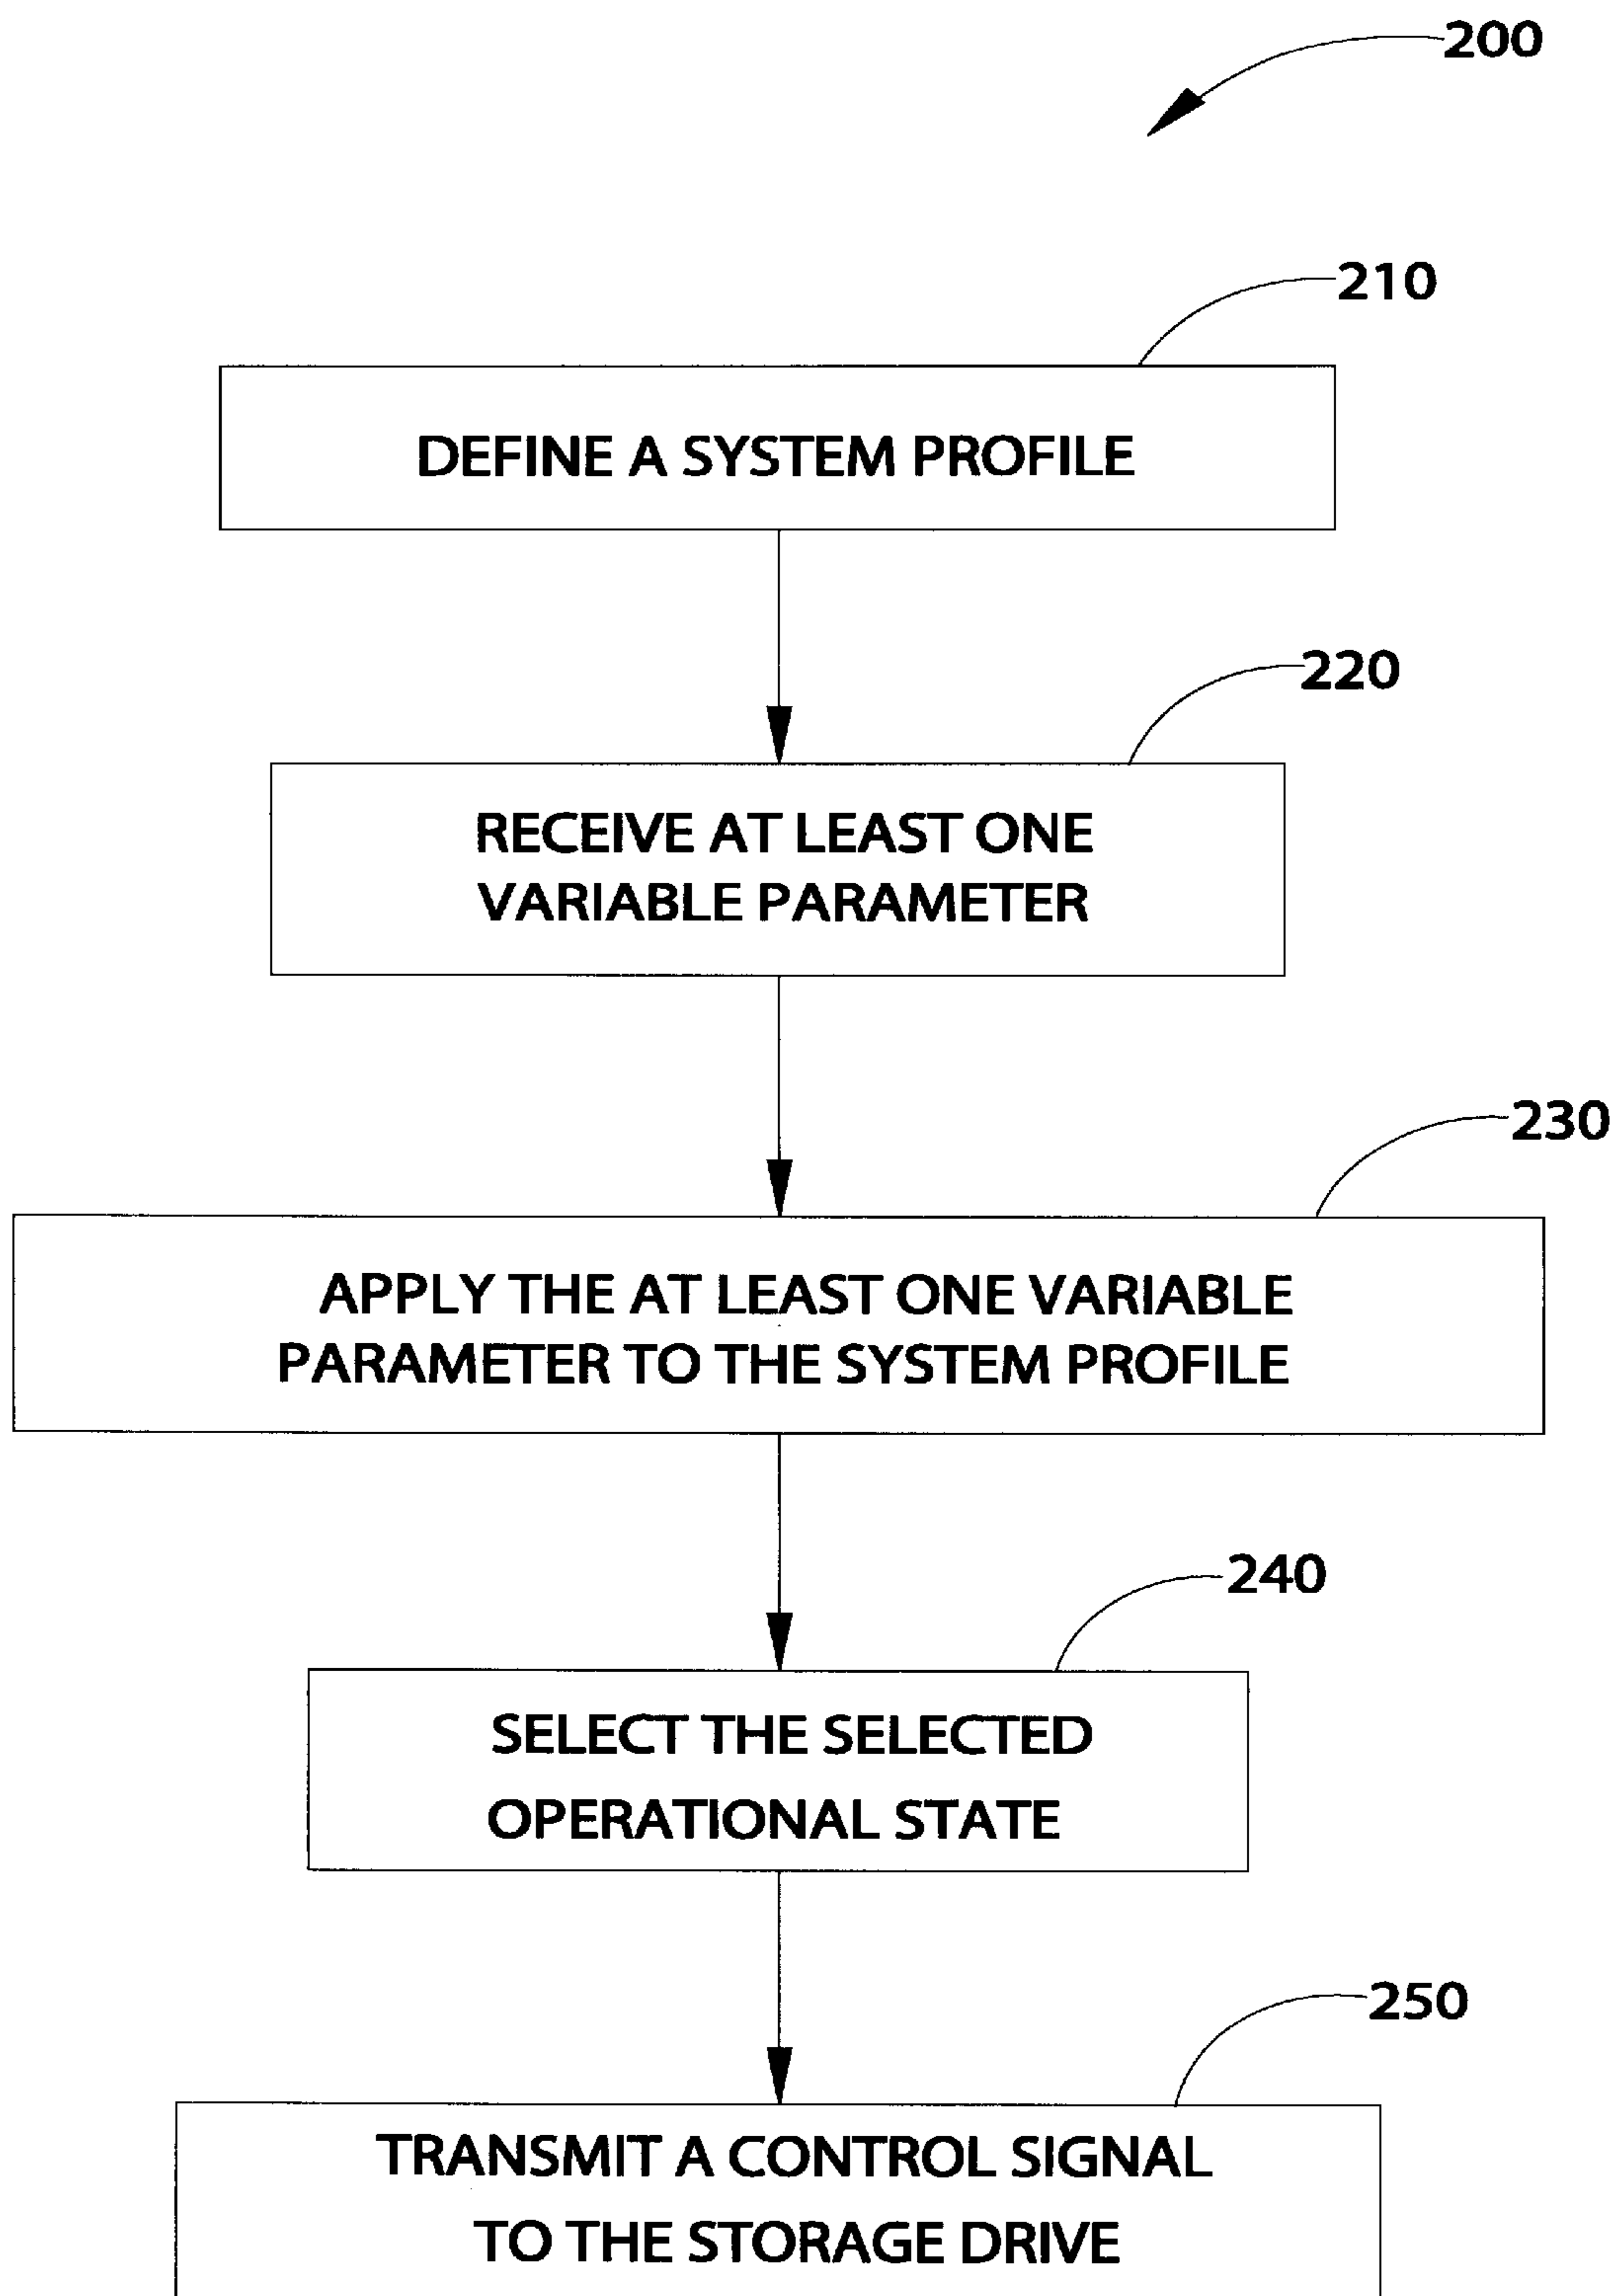 200
210
DEFINE A SYSTEM PROFILE
220
RECEIVE AT LEAST ONE
VARIABLE PARAMETER
230
APPLY THE AT LEAST ONE VARIABLE
PARAMETER TO THE SYSTEM PROFILE
240
SELECT THE SELECTED
OPERATIONAL STATE
250
TRANSMIT A CONTROL SIGNAL
TO THE STORAGE DRIVE